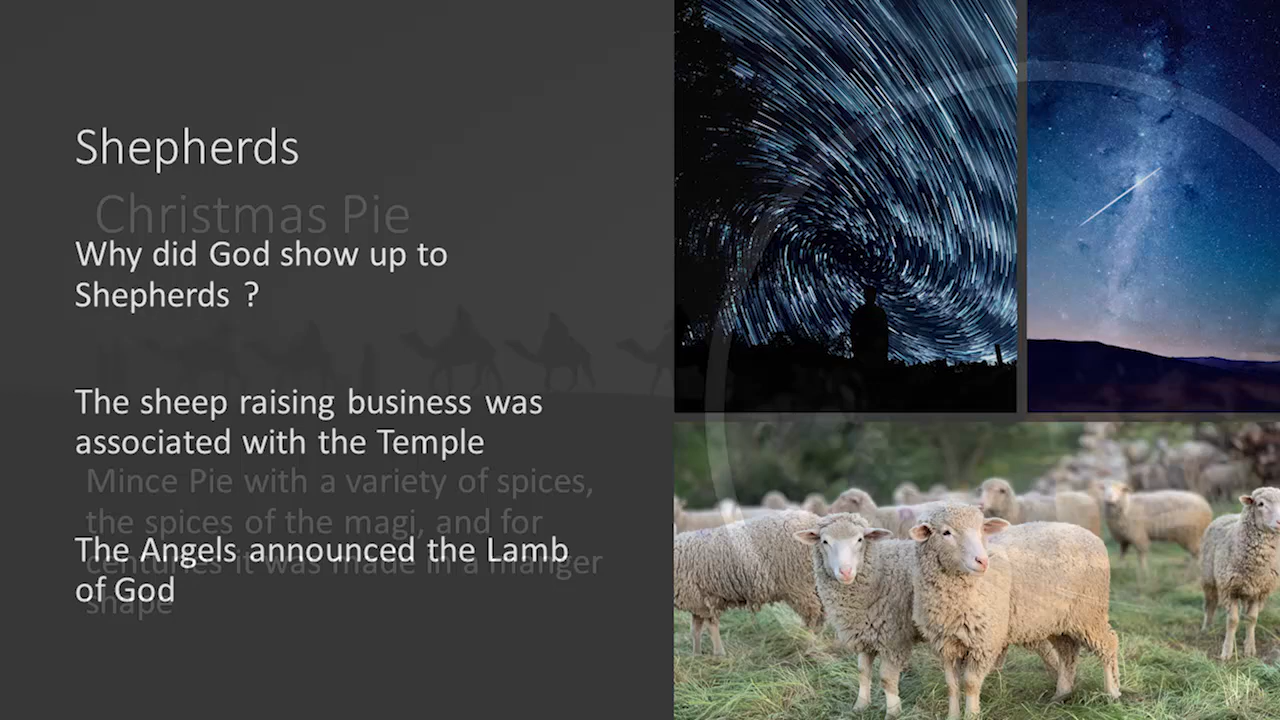 Shepherds
Christmas Pie
Why did God show up to
Shepherds ?
The sheep raising business was
associated with the Temple
Mince Pie with a variety of spices,
the spices of the magi, and for
The Angels announced the Lamb
centuries it was made in a manger
of God
shape